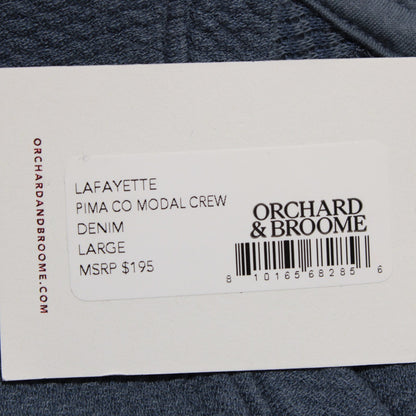 ORCHARDANDBROOME.COM
LAFAYETTE
PIMA CO MODAL CREW
DENIM
LARGE
MSRP $195
ORCHARD
& BROOME
8 10165 68285 6